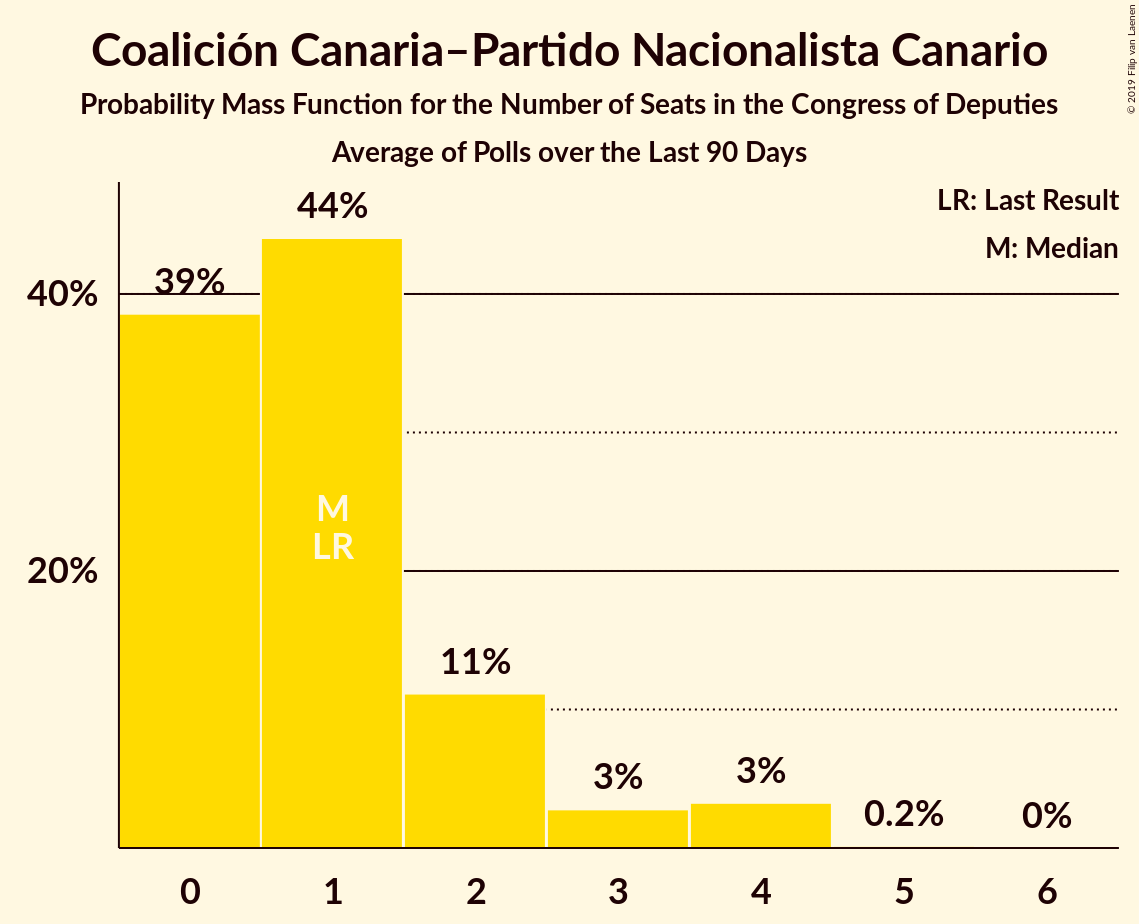 Coalición Canaria–Partido Nacionalista Canario
Probability Mass Function for the Number of Seats in the Congress of Deputies
Average of Polls over the Last 90 Days
© 2019 Filip van Laenen
LR: Last Result
M: Median
44%
39%
40%
M
LR
20%
11%
3%
3%
0.2%
0%
0 1 2 3 4 5 6